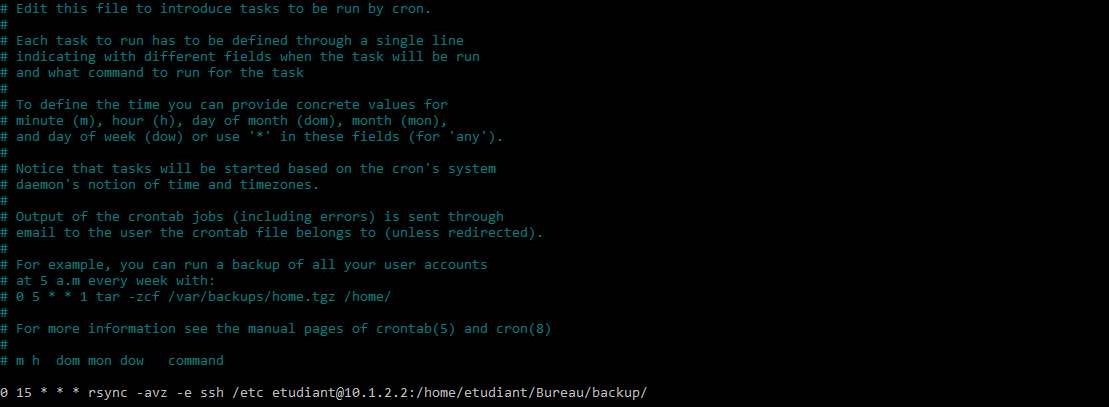 # Edit this file to introduce tasks to be run by cron.
#
# Each task to run has to be defined through a single line
# indicating with different fields when the task will be run
# and what command to run for the task
#
# To define the time you can provide concrete values for
# minute (m), hour (h), day of month (dom), month (mon),
# and day of week (dow) or use '*' in these fields (for 'any').
#
# Notice that tasks will be started based on the cron's system
# daemon's notion of time and timezones.
#
# Output of the crontab jobs (including errors) is sent through
# email to the user the crontab file belongs to (unless redirected).
#
# For example, you can run a backup of all your user accounts
# at 5 a.m every week with:
# 0 5 * * 1 tar -zcf /var/backups/home.tgz /home/
#
# For more information see the manual pages of crontab(5) and cron(8)
#
# m h  dom mon dow   command
0 15 * * * rsync -avz -e ssh /etc etudiant@10.1.2.2:/home/etudiant/Bureau/backup/